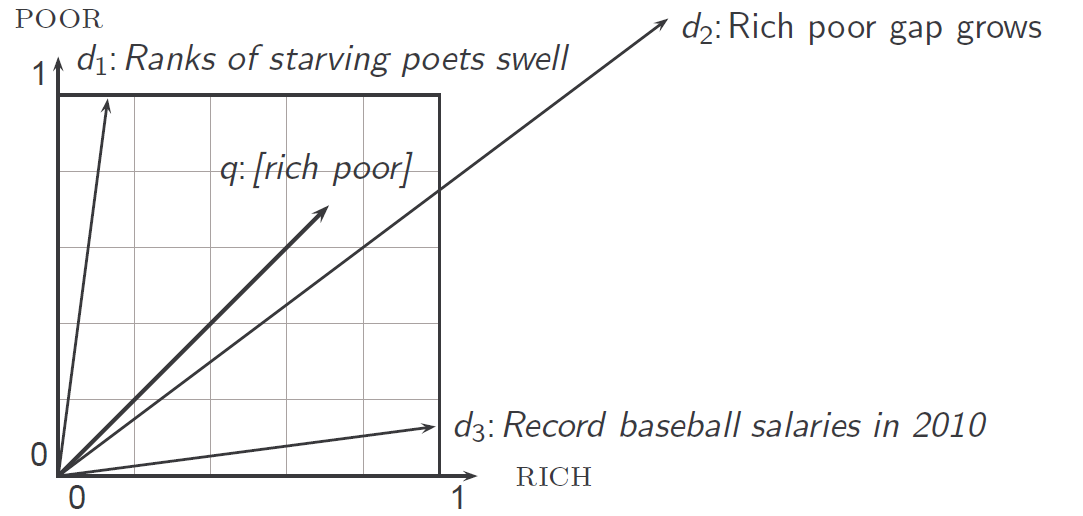 POOR
1
d₁: Ranks of starving poets swell
d₂: Rich poor gap grows
q: [rich poor]
d₃: Record baseball salaries in 2010
0
0
1
RICH